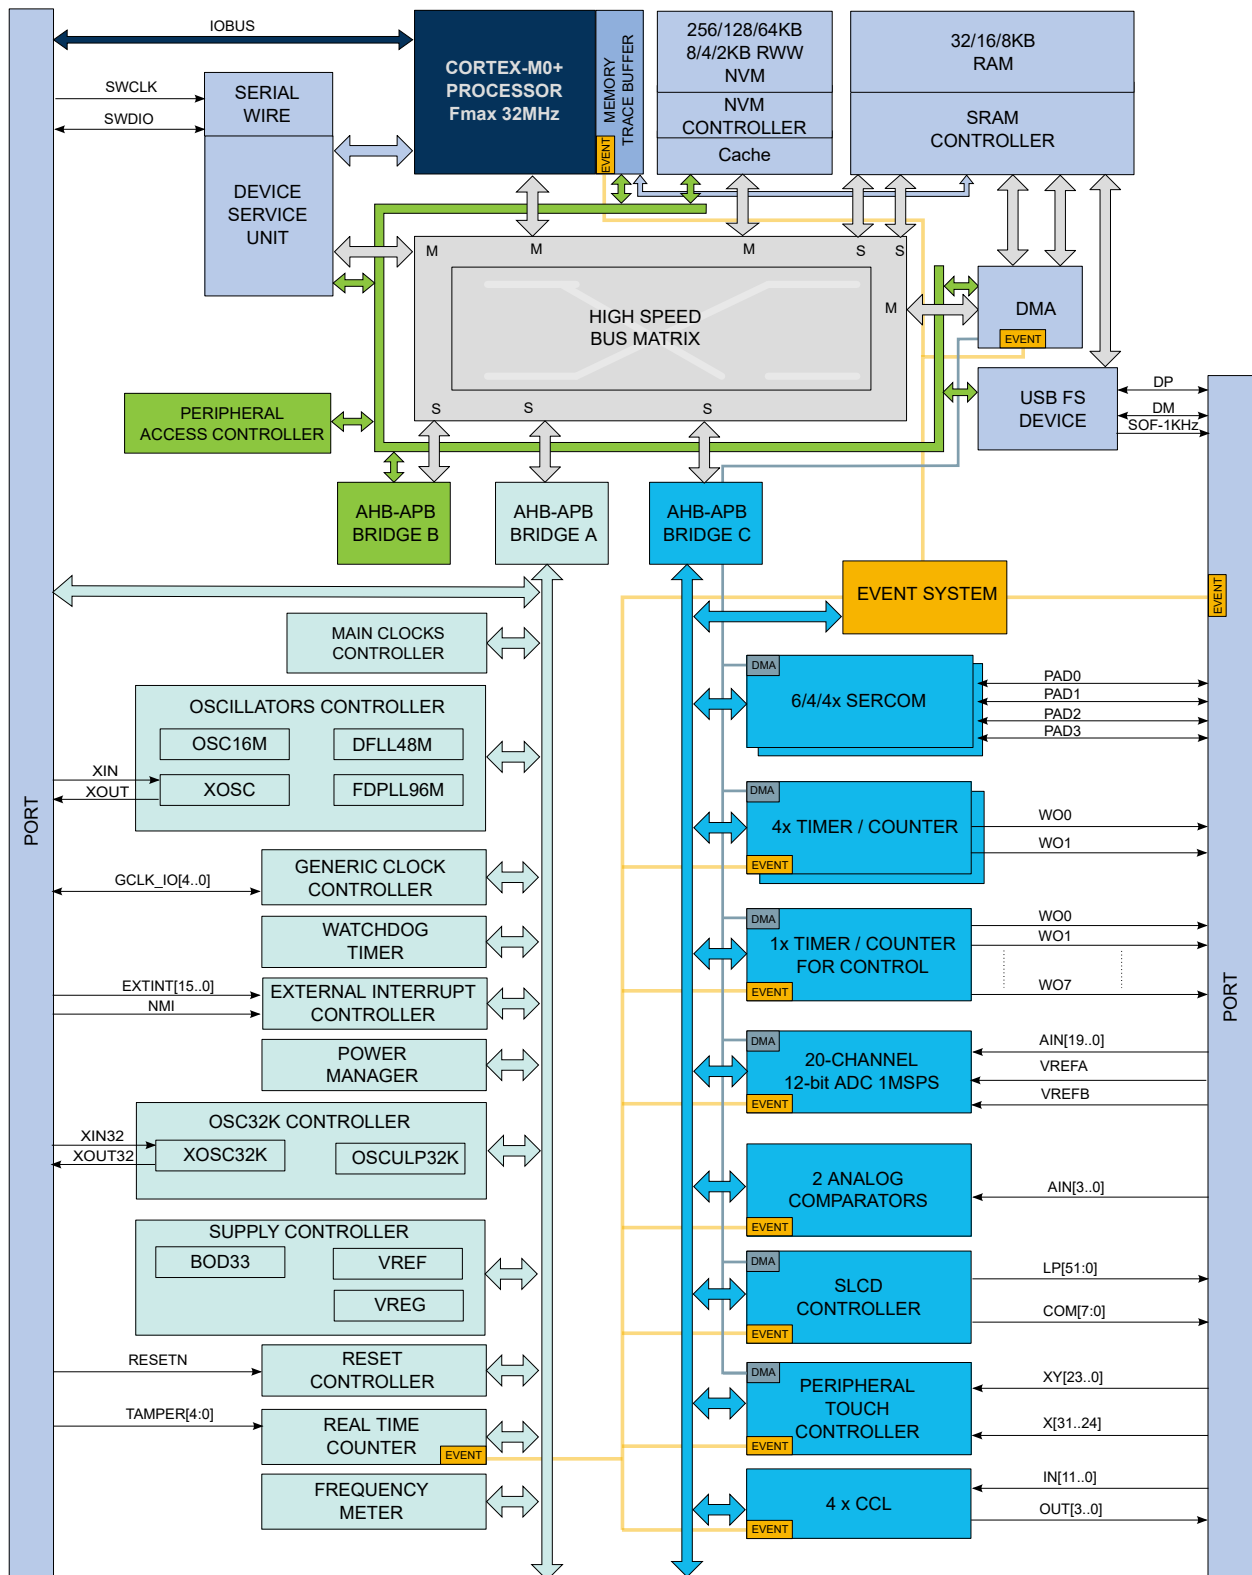 IOBUS
SWCLK
SWDIO
SERIAL
WIRE
DEVICE
SERVICE
UNIT
CORTEX-M0+
PROCESSOR
Fmax 32MHz
MEMORY
TRACE BUFFER
EVENT
256/128/64KB
8/4/2KB RWW
NVM
NVM
CONTROLLER
Cache
32/16/8KB
RAM
SRAM
CONTROLLER
M
M
M
S
S
M
HIGH SPEED
BUS MATRIX
S
S
S
DMA
EVENT
USB FS
DEVICE
DP
DM
SOF-1KHz
PERIPHERAL
ACCESS CONTROLLER
AHB-APB
BRIDGE B
AHB-APB
BRIDGE A
AHB-APB
BRIDGE C
EVENT SYSTEM
EVENT
PORT
PORT
MAIN CLOCKS
CONTROLLER
OSCILLATORS CONTROLLER
OSC16M
DFLL48M
XOSC
FDPLL96M
XIN
XOUT
GENERIC CLOCK
CONTROLLER
GCLK_IO[4..0]
WATCHDOG
TIMER
EXTINT[15..0]
NMI
EXTERNAL INTERRUPT
CONTROLLER
POWER
MANAGER
OSC32K CONTROLLER
XOSC32K
OSCULP32K
XIN32
XOUT32
SUPPLY CONTROLLER
BOD33
VREF
VREG
RESETN
RESET
CONTROLLER
TAMPER[4:0]
REAL TIME
COUNTER
EVENT
FREQUENCY
METER
DMA
6/4/4x SERCOM
PAD0
PAD1
PAD2
PAD3
DMA
4x TIMER / COUNTER
EVENT
WO0
WO1
DMA
1x TIMER / COUNTER
FOR CONTROL
EVENT
WO0
WO1
WO7
DMA
20-CHANNEL
12-bit ADC 1MSPS
EVENT
AIN[19..0]
VREFA
VREFB
2 ANALOG
COMPARATORS
EVENT
AIN[3..0]
DMA
SLCD
CONTROLLER
EVENT
LP[51:0]
COM[7:0]
DMA
PERIPHERAL
TOUCH
CONTROLLER
EVENT
XY[23..0]
X[31..24]
4 x CCL
EVENT
IN[11..0]
OUT[3..0]